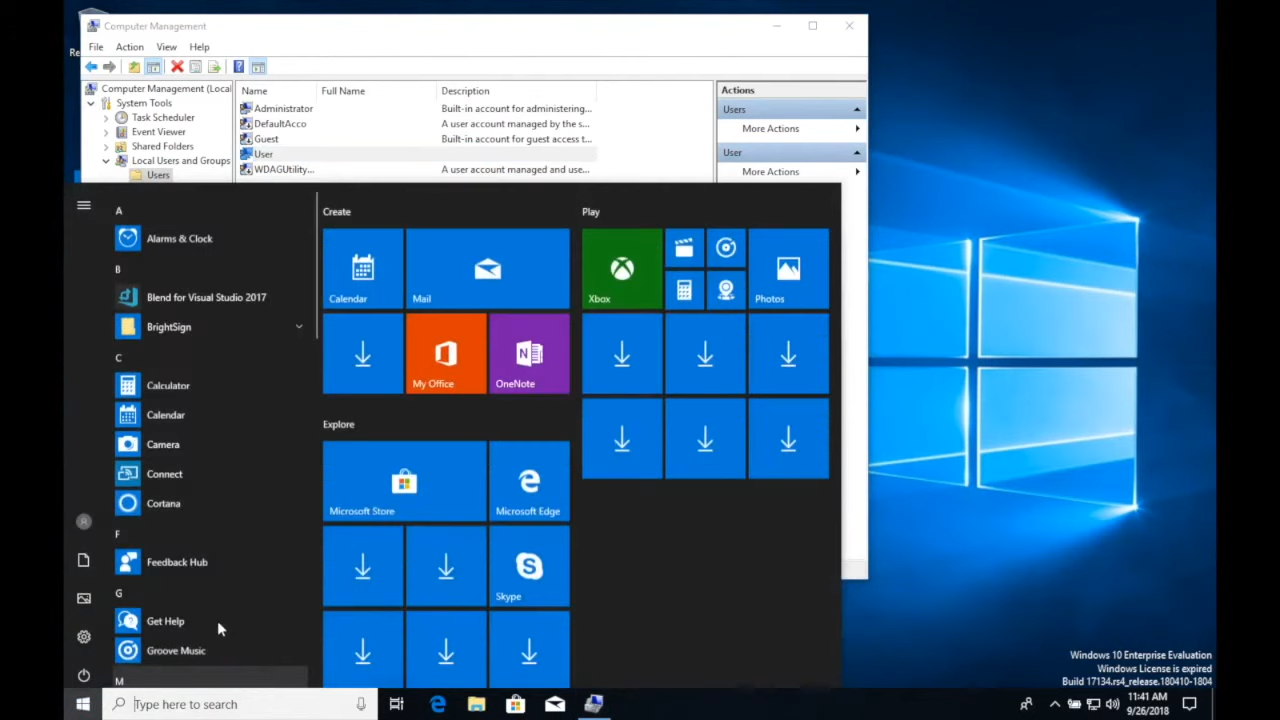 Computer Management
Re
File Action View Help
Computer Management (Local
System Tools
Task Scheduler
Event Viewer
Shared Folders
Local Users and Groups
Users
Name Full Name Description
Administrator Built-in account for administering...
DefaultAcco A user account managed by the s...
Guest Built-in account for guest access t...
User
WDAGUtility... A user account managed and use...
Actions
Users
More Actions
User
More Actions
A
Alarms & Clock
B
Blend for Visual Studio 2017
BrightSign
C
Calculator
Calendar
Camera
Connect
Cortana
F
Feedback Hub
G
Get Help
Groove Music
M
Create
Calendar
Mail
My Office
OneNote
N
Explore
Microsoft Store
Microsoft Edge
Skype
Play
Xbox
Photos
Windows 10 Enterprise Evaluation
Windows License is expired
Build 17134.rs4_release.180410-1804
Type here to search
11:41 AM
9/26/2018